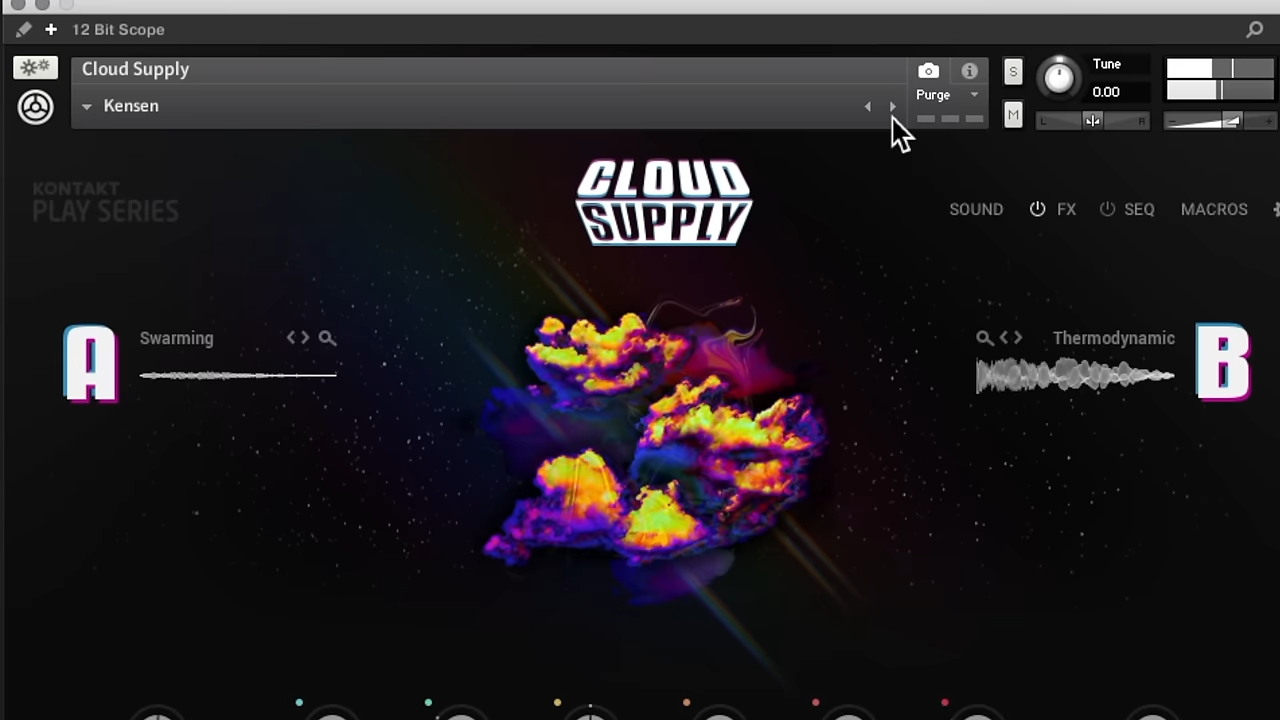 12 Bit Scope
Cloud Supply
Kensen
Purge
S
M
Tune
0.00
L R
KONTAKT
PLAY SERIES
CLOUD
SUPPLY
SOUND FX SEQ MACROS
A
Swarming
Thermodynamic
B